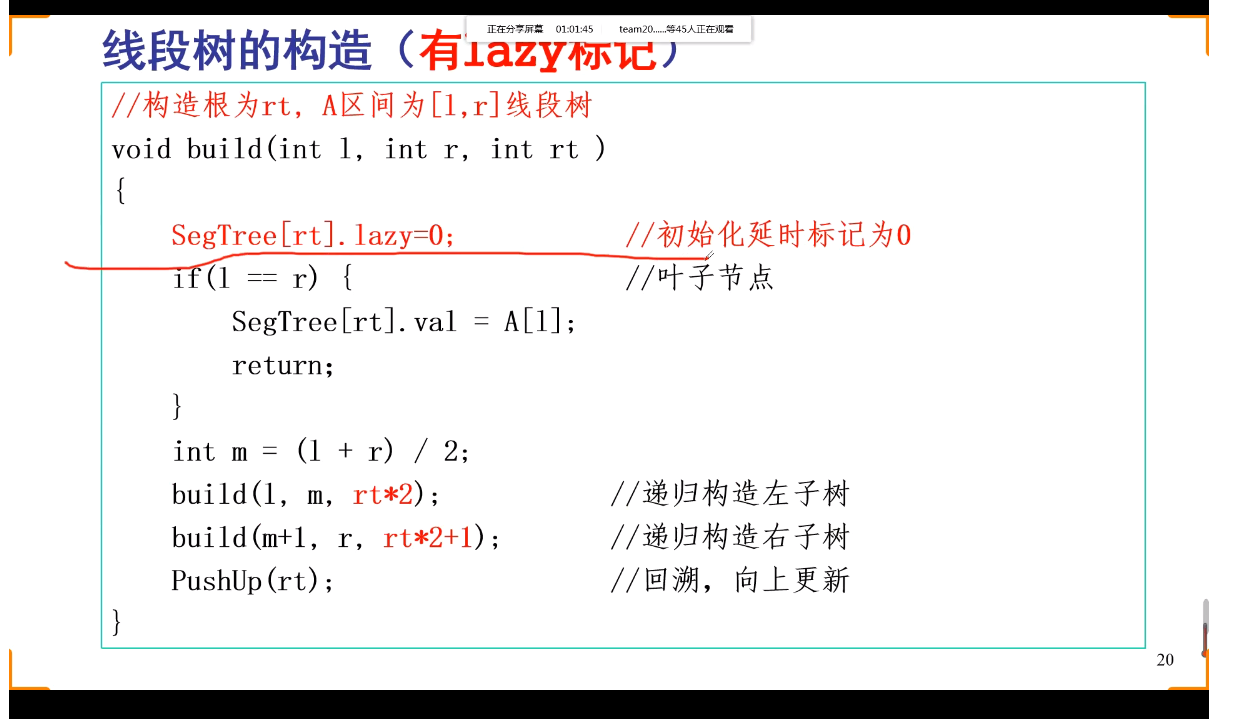 正在分享屏幕 01:01:45 team20......等45人正在观看
线段树的构造（有lazy标记）
//构造根为rt, A区间为[l,r]线段树
void build(int l, int r, int rt )
{
SegTree[rt].lazy=0; //初始化延时标记为0
if(l == r) { //叶子节点
SegTree[rt].val = A[l];
return;
}
int m = (l + r) / 2;
build(l, m, rt*2); //递归构造左子树
build(m+1, r, rt*2+1); //递归构造右子树
PushUp(rt); //回溯，向上更新
}
20